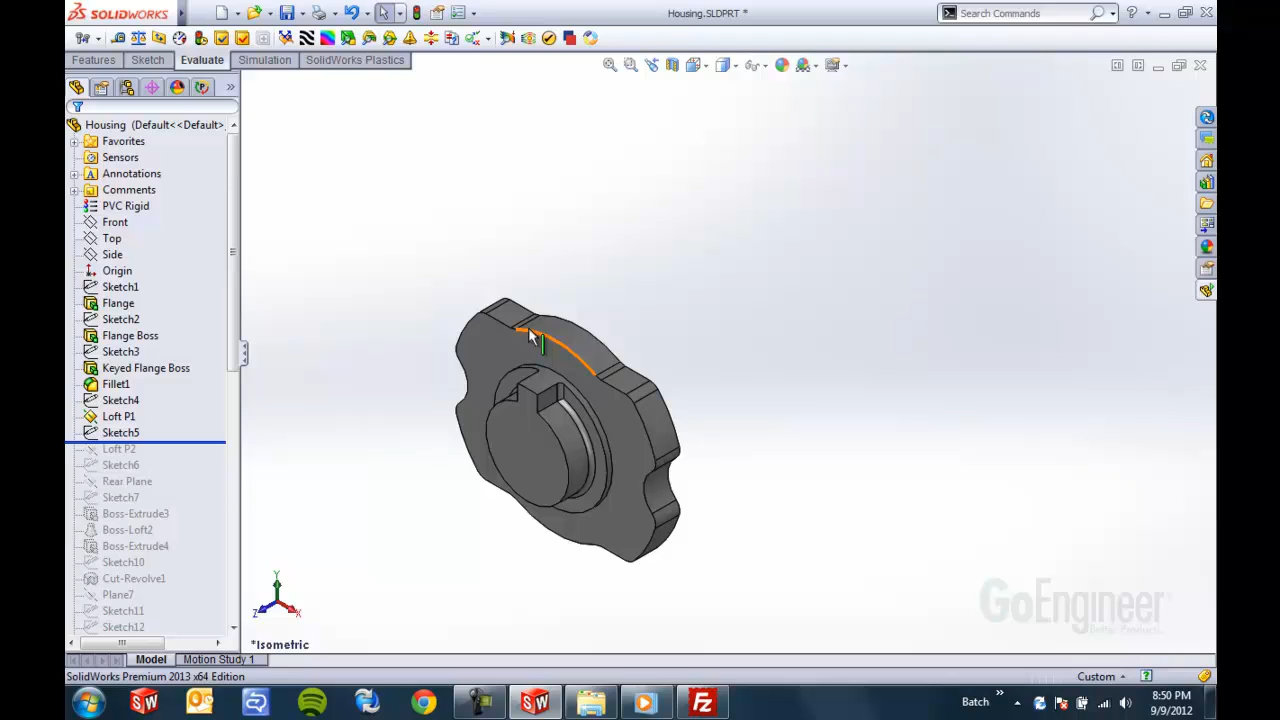 SOLIDWORKS
Housing.SLDPRT *
Search Commands
Features
Sketch
Evaluate
Simulation
SolidWorks Plastics
Housing (Default<<Default>
Favorites
Sensors
Annotations
Comments
PVC Rigid
Front
Top
Side
Origin
Sketch1
Flange
Sketch2
Flange Boss
Sketch3
Keyed Flange Boss
Fillet1
Sketch4
Loft P1
Sketch5
Loft P2
Sketch6
Rear Plane
Sketch7
Boss-Extrude3
Boss-Loft2
Boss-Extrude4
Sketch10
Cut-Revolve1
Plane7
Sketch11
Sketch12
Y
Z
X
*Isometric
GoEngineer
Model
Motion Study 1
SolidWorks Premium 2013 x64 Edition
Custom
Batch
8:50 PM
9/9/2012